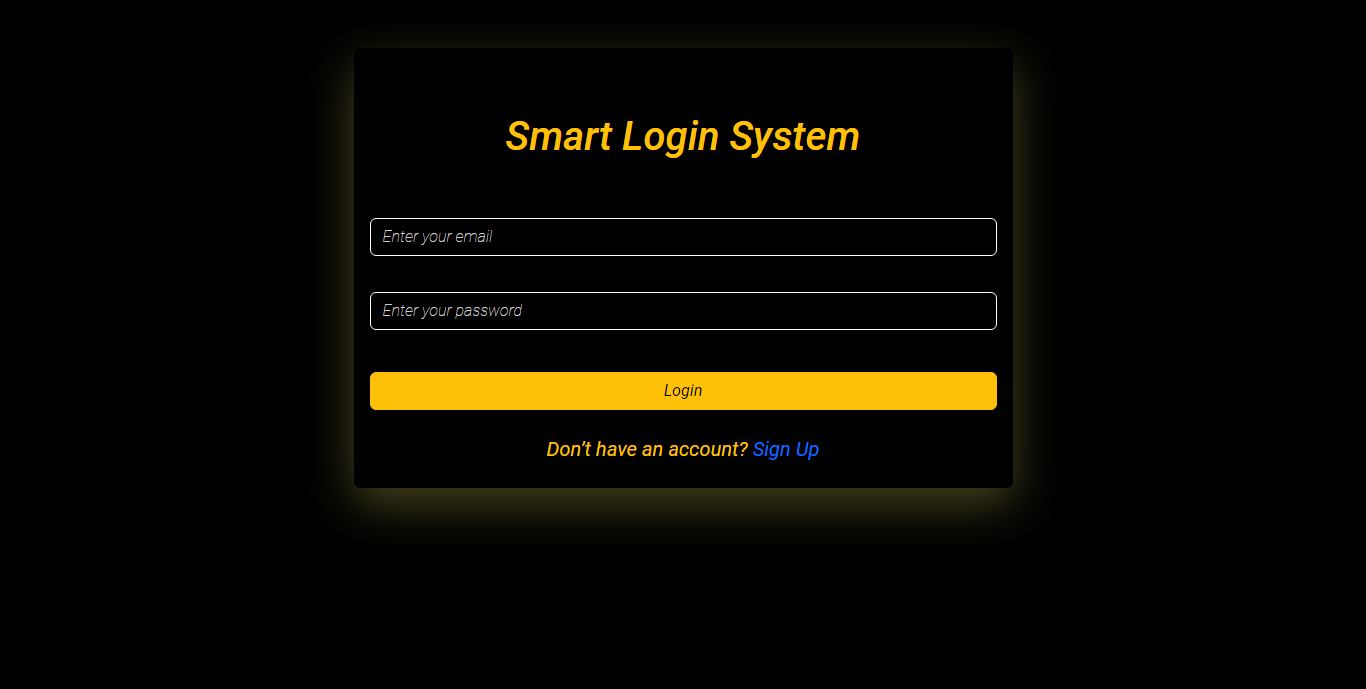 Smart Login System
Enter your email
Enter your password
Login
Don’t have an account? Sign Up